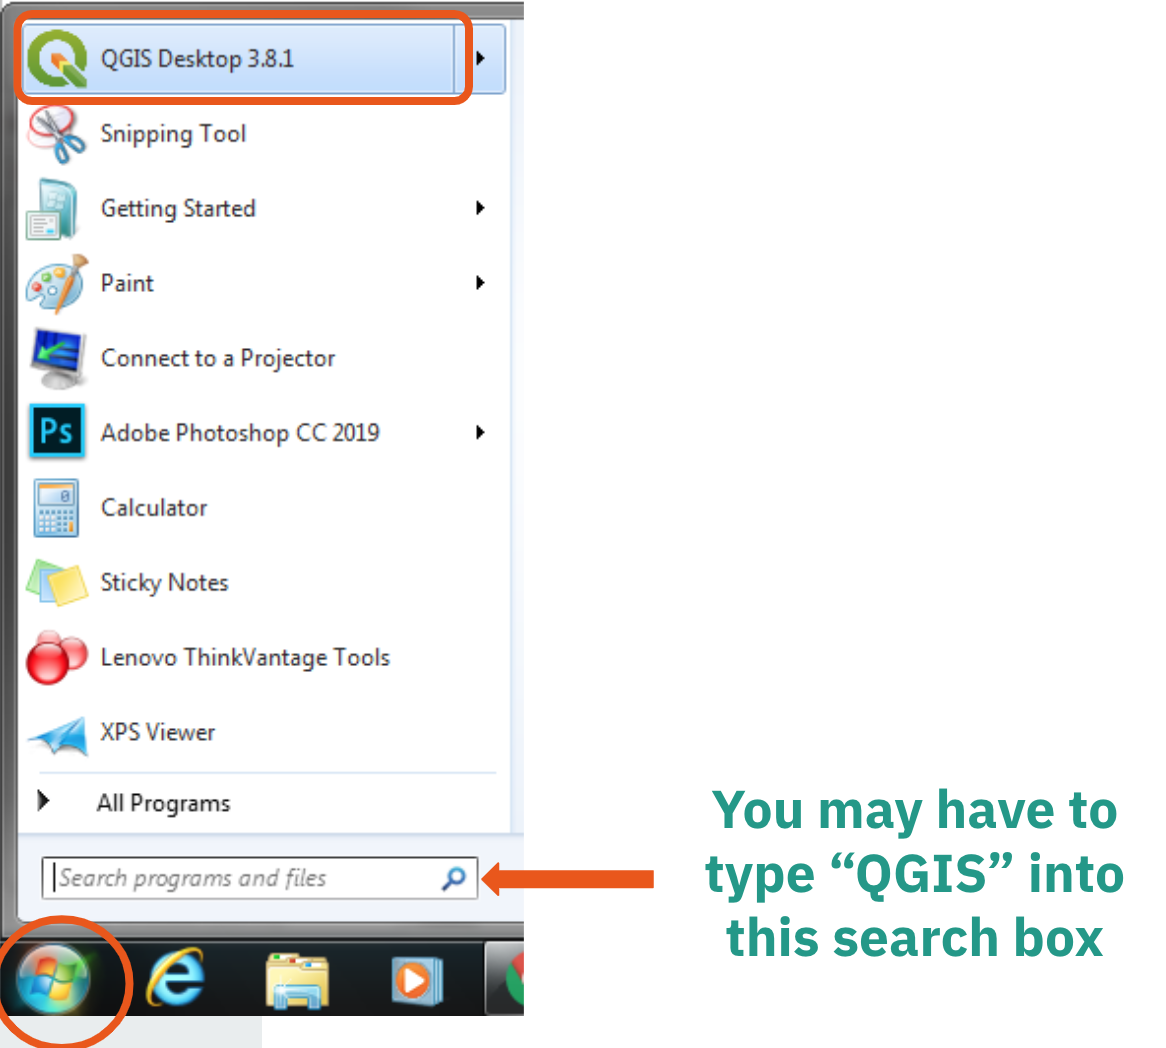 QGIS Desktop 3.8.1
Snipping Tool
Getting Started
Paint
Connect to a Projector
Ps
Adobe Photoshop CC 2019
0
Calculator
Sticky Notes
Lenovo ThinkVantage Tools
XPS Viewer
All Programs
Search programs and files
You may have to
type “QGIS” into
this search box